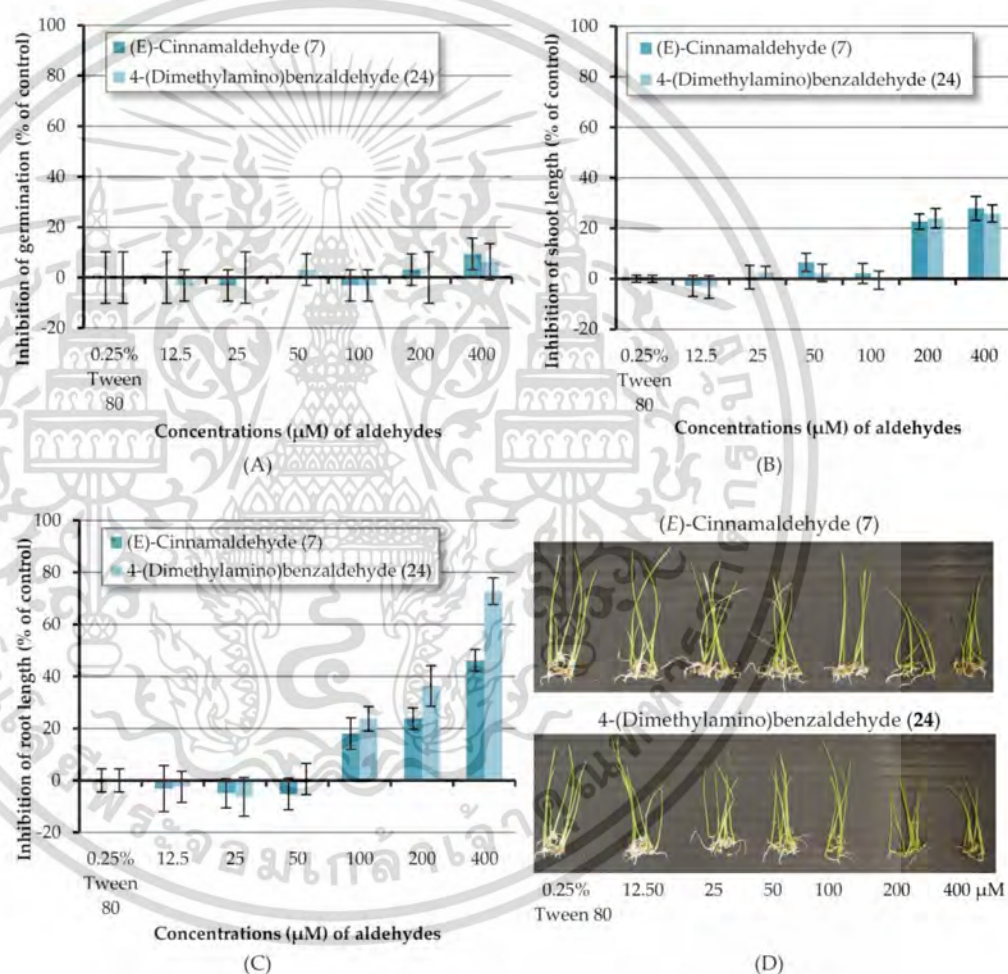 100
80
60
40
20
0
-20
Inhibition of germination (% of control)
(E)-Cinnamaldehyde (7)
4-(Dimethylamino)benzaldehyde (24)
0.25% 12.5 25 50 100 200 400
Tween
80
Concentrations (μM) of aldehydes
(A)
100
80
60
40
20
0
-20
Inhibition of shoot length (% of control)
(E)-Cinnamaldehyde (7)
4-(Dimethylamino)benzaldehyde (24)
0.25% 12.5 25 50 100 200 400
Tween
80
Concentrations (μM) of aldehydes
(B)
100
80
60
40
20
0
-20
Inhibition of root length (% of control)
(E)-Cinnamaldehyde (7)
4-(Dimethylamino)benzaldehyde (24)
0.25% 12.5 25 50 100 200 400
Tween
80
Concentrations (μM) of aldehydes
(C)
(E)-Cinnamaldehyde (7)
4-(Dimethylamino)benzaldehyde (24)
0.25% 12.50 25 50 100 200 400 μM
Tween 80
(D)